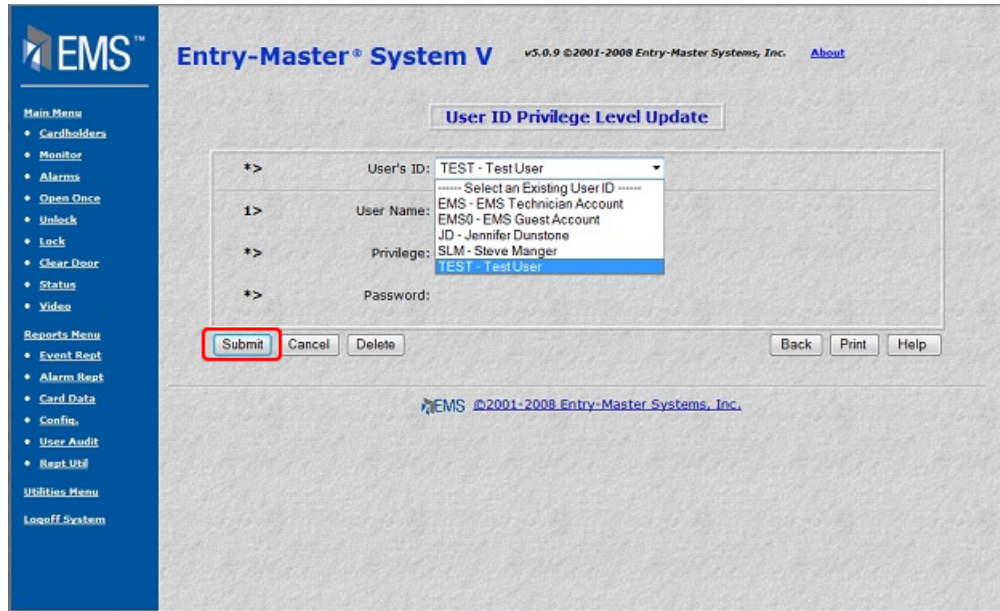 EMS™
Entry-Master® System V v5.0.9 ©2001-2008 Entry-Master Systems, Inc. About
User ID Privilege Level Update
Main Menu
• Cardholders
• Monitor
• Alarms
• Open Once
• Unlock
• Lock
• Clear Door
• Status
• Video
Reports Menu
• Event Rept
• Alarm Rept
• Card Data
• Config.
• User Audit
• Rept Util
Utilities Menu
Logoff System
*> User's ID: TEST - Test User
------ Select an Existing User ID ------
EMS - EMS Technician Account
1> User Name:
EMS0 - EMS Guest Account
JD - Jennifer Dunstone
*> Privilege: SLM - Steve Manger
TEST - Test User
*> Password:
Submit Cancel Delete Back Print Help
EMS ©2001-2008 Entry-Master Systems, Inc.